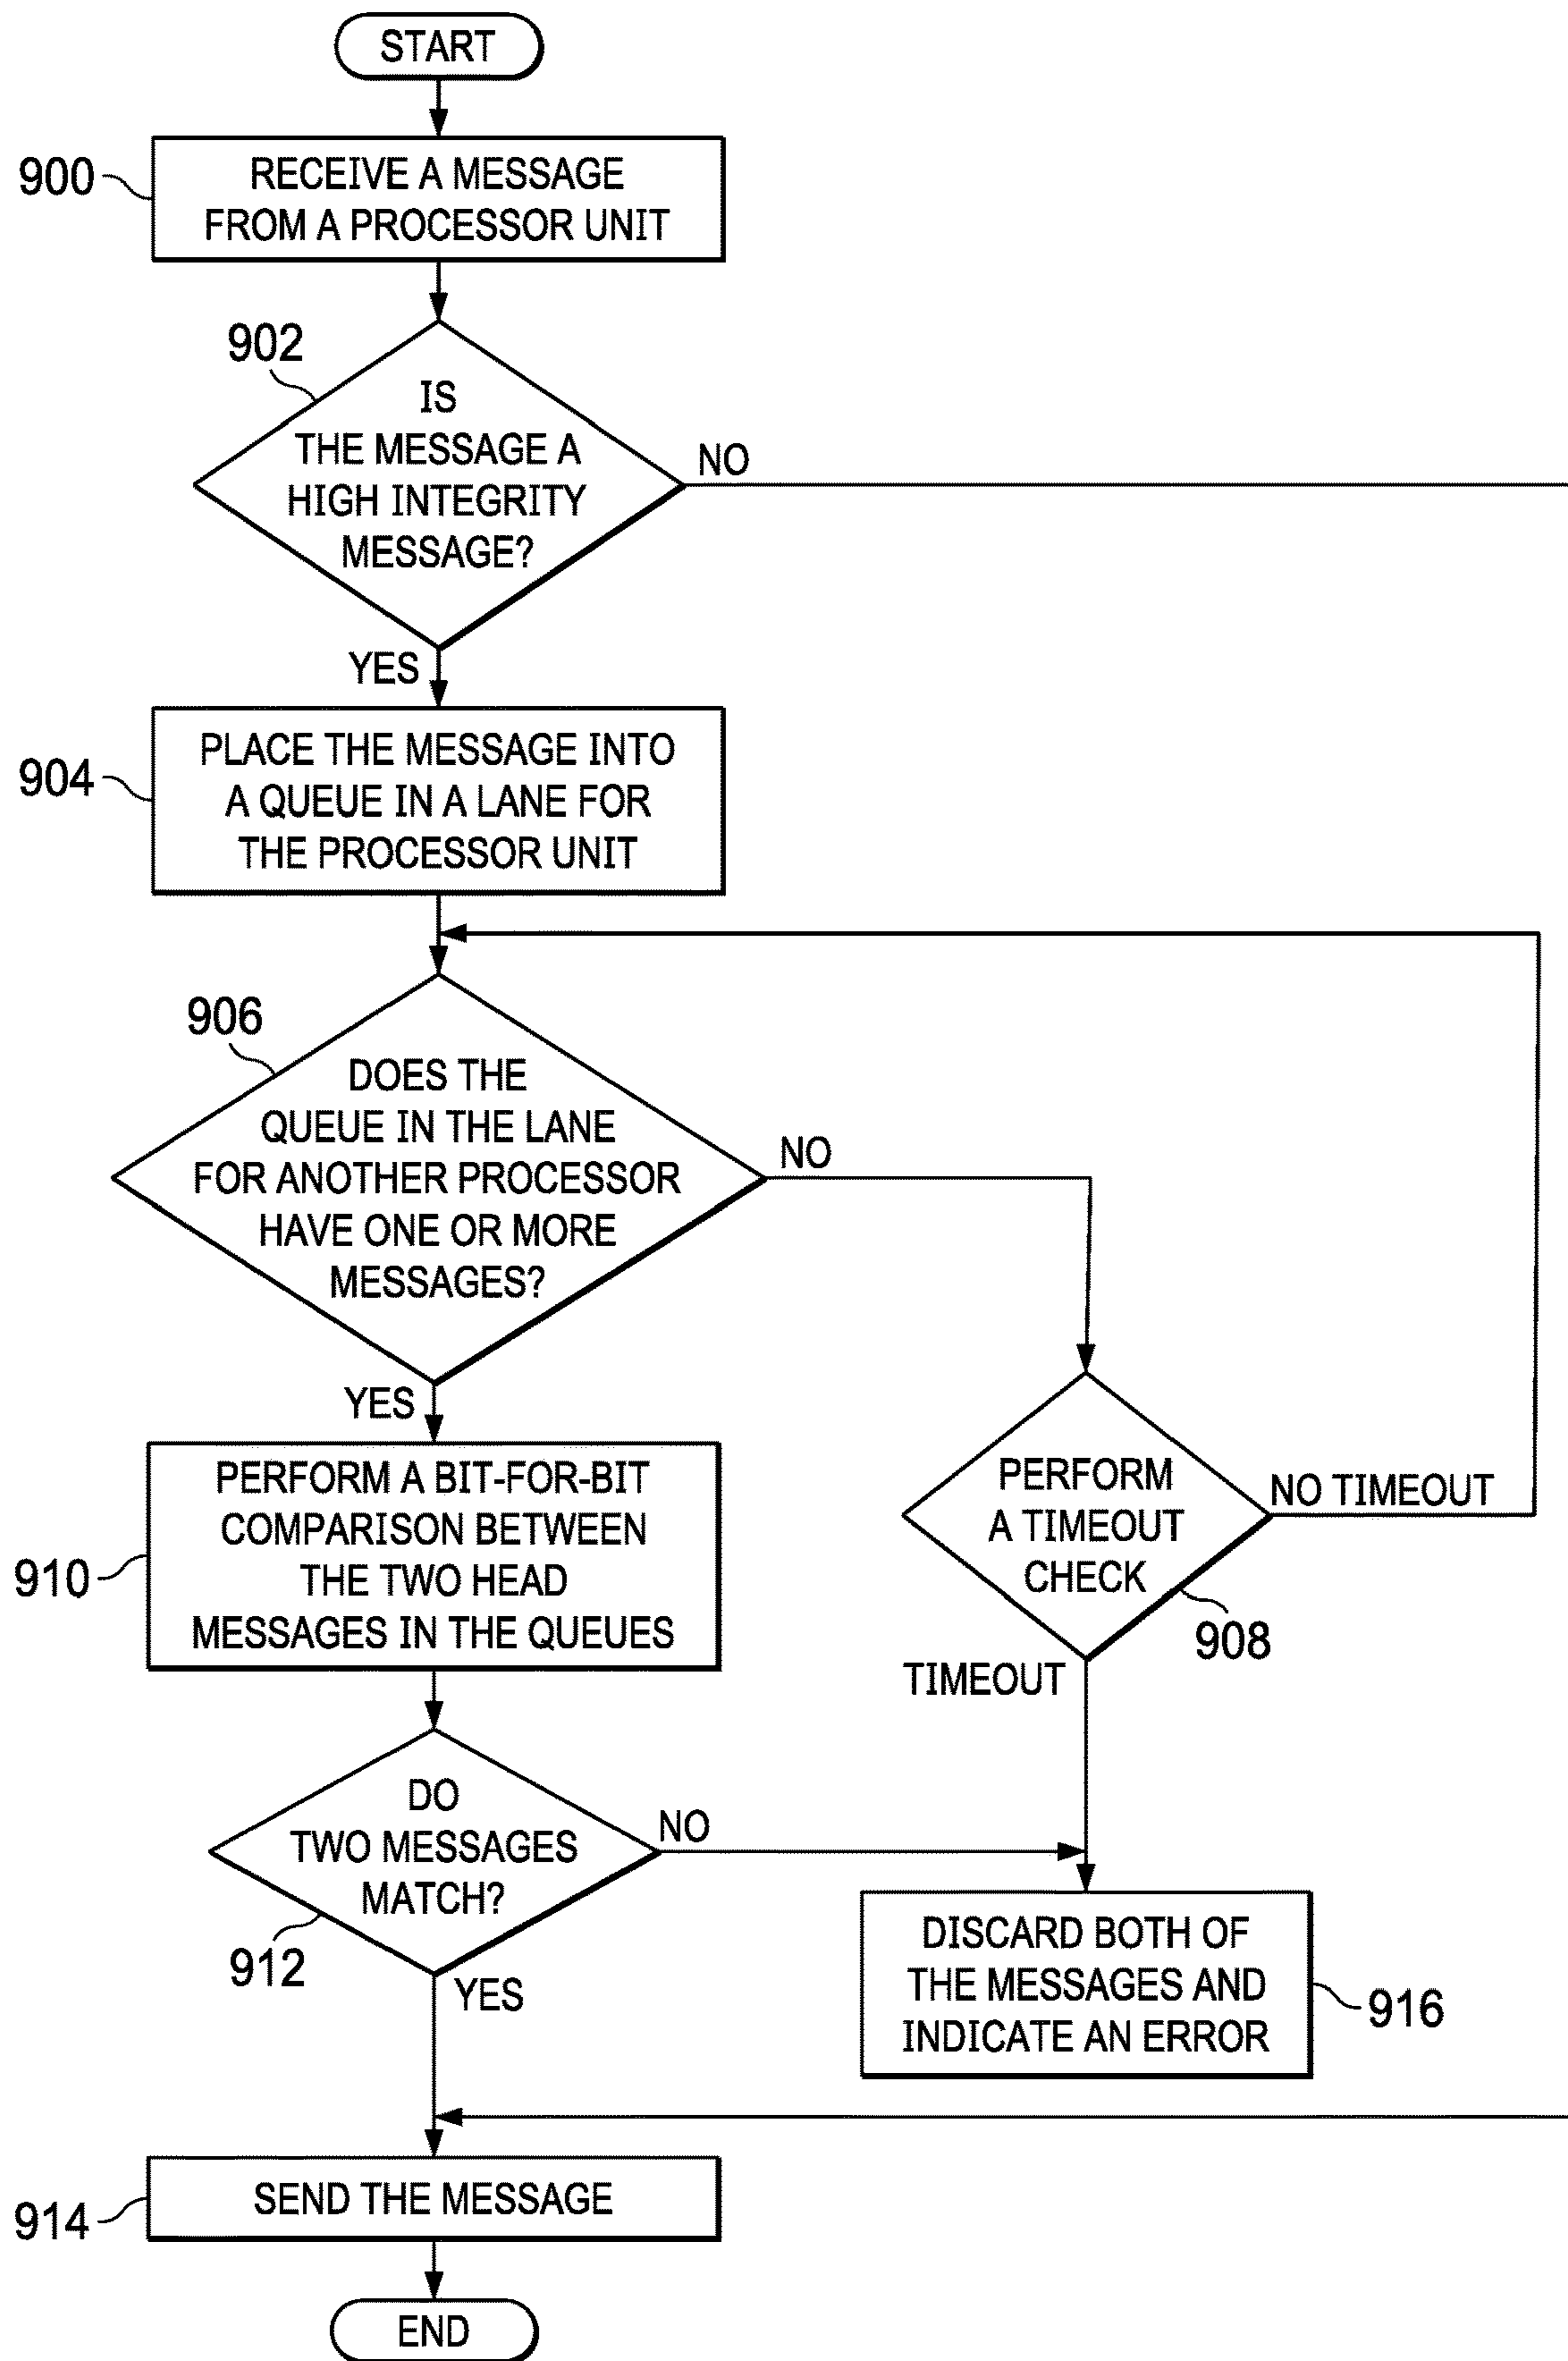 START
900
RECEIVE A MESSAGE
FROM A PROCESSOR UNIT
902
IS
THE MESSAGE A
HIGH INTEGRITY
MESSAGE?
NO
YES
904
PLACE THE MESSAGE INTO
A QUEUE IN A LANE FOR
THE PROCESSOR UNIT
906
DOES THE
QUEUE IN THE LANE
FOR ANOTHER PROCESSOR
HAVE ONE OR MORE
MESSAGES?
NO
YES
PERFORM
A TIMEOUT
CHECK
NO TIMEOUT
908
TIMEOUT
910
PERFORM A BIT-FOR-BIT
COMPARISON BETWEEN
THE TWO HEAD
MESSAGES IN THE QUEUES
DO
TWO MESSAGES
MATCH?
NO
912
YES
DISCARD BOTH OF
THE MESSAGES AND
INDICATE AN ERROR
916
914
SEND THE MESSAGE
END